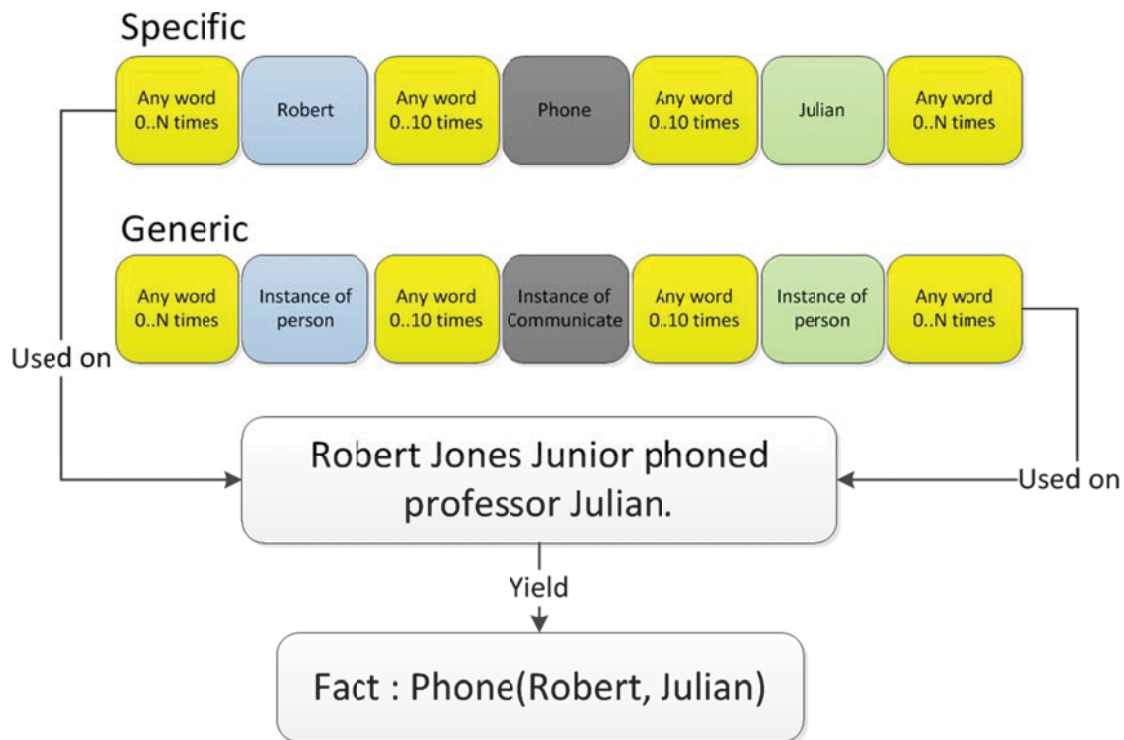 Specific
Any word
0..N times
Robert
Any word
0..10 times
Phone
Any word
0..10 times
Julian
Any word
0..N times
Generic
Any word
0..N times
Instance of
person
Any word
0..10 times
Instance of
Communicate
Any word
0..10 times
Instance of
person
Any word
0..N times
Used on
Robert Jones Junior phoned
professor Julian.
Used on
Yield
Fact : Phone(Robert, Julian)